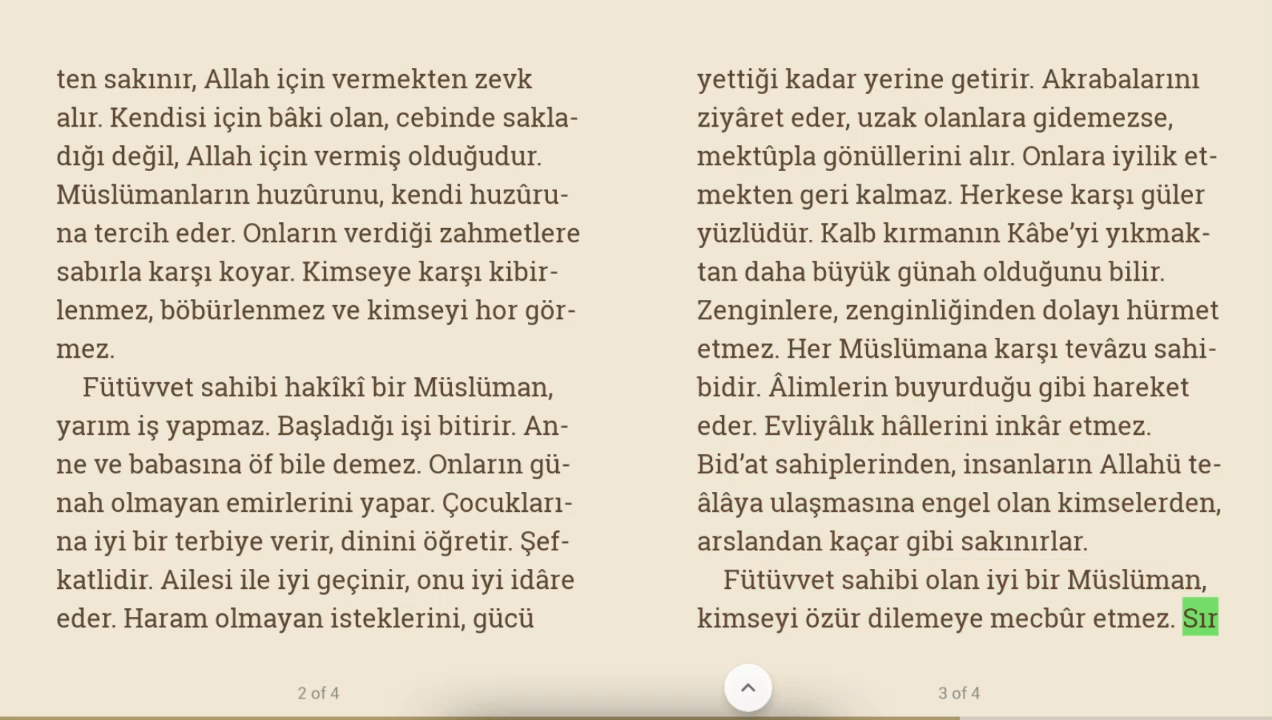 ten sakınır, Allah için vermekten zevk
alır. Kendisi için bâki olan, cebinde sakla-
dığı değil, Allah için vermiş olduğudur.
Müslümanların huzûrunu, kendi huzûru-
na tercih eder. Onların verdiği zahmetlere
sabırla karşı koyar. Kimseye karşı kibir-
lenmez, böbürlenmez ve kimseyi hor gör-
mez.
Fütüvvet sahibi hakîkî bir Müslüman,
yarım iş yapmaz. Başladığı işi bitirir. An-
ne ve babasına öf bile demez. Onların gü-
nah olmayan emirlerini yapar. Çocukları-
na iyi bir terbiye verir, dinini öğretir. Şef-
katlidir. Ailesi ile iyi geçinir, onu iyi idâre
eder. Haram olmayan isteklerini, gücü
2 of 4
yettiği kadar yerine getirir. Akrabalarını
ziyâret eder, uzak olanlara gidemezse,
mektûpla gönüllerini alır. Onlara iyilik et-
mekten geri kalmaz. Herkese karşı güler
yüzlüdür. Kalb kırmanın Kâbe’yi yıkmak-
tan daha büyük günah olduğunu bilir.
Zenginlere, zenginliğinden dolayı hürmet
etmez. Her Müslümana karşı tevâzu sahi-
bidir. Âlimlerin buyurduğu gibi hareket
eder. Evliyâlık hâllerini inkâr etmez.
Bid’at sahiplerinden, insanların Allahü te-
âlâya ulaşmasına engel olan kimselerden,
arslandan kaçar gibi sakınırlar.
Fütüvvet sahibi olan iyi bir Müslüman,
kimseyi özür dilemeye mecbûr etmez. Sır
3 of 4